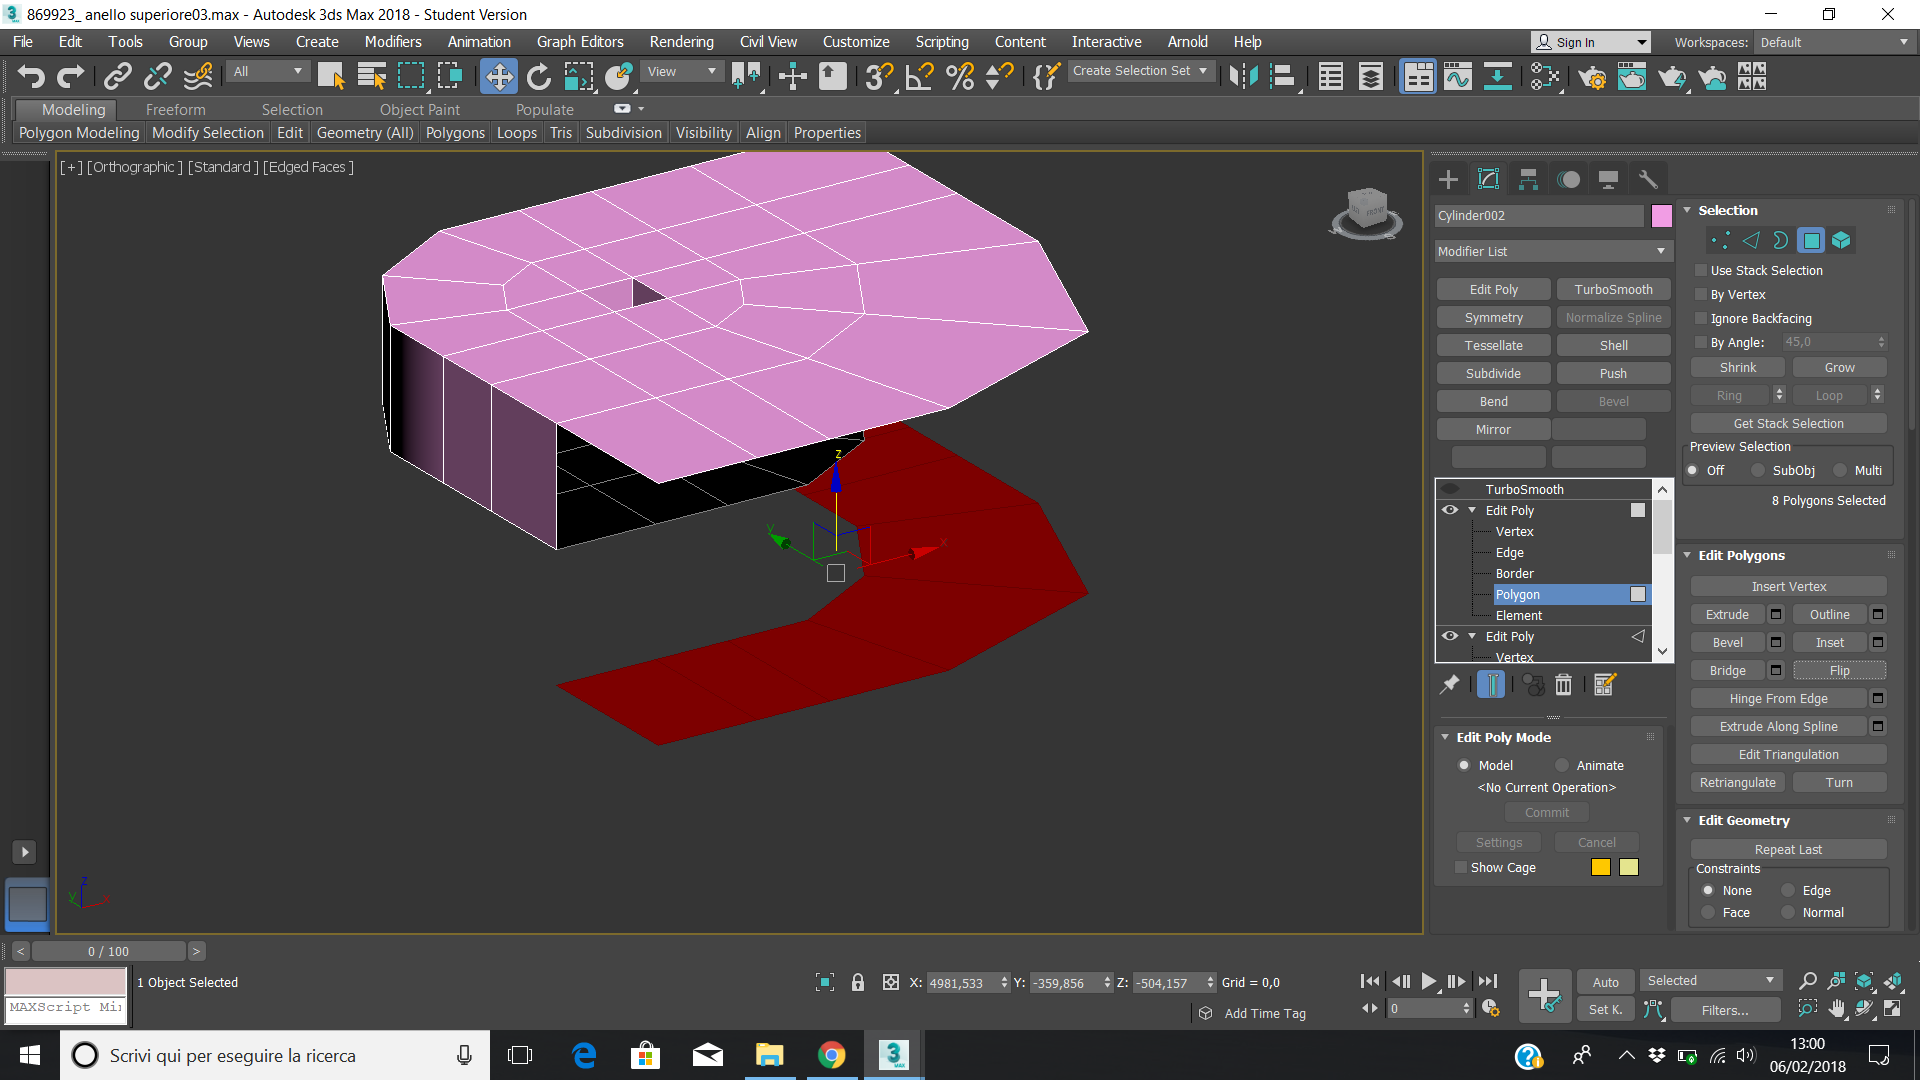 869923_ anello superiore03.max - Autodesk 3ds Max 2018 - Student Version
File Edit Tools Group Views Create Modifiers Animation Graph Editors Rendering Civil View Customize Scripting Content Interactive Arnold Help Sign In Workspaces: Default
All View Create Selection Set
Modeling Freeform Selection Object Paint Populate
Polygon Modeling Modify Selection Edit Geometry (All) Polygons Loops Tris Subdivision Visibility Align Properties
[+] [Orthographic ] [Standard ] [Edged Faces ]
FRONT
z
y
x
z
y
x
Cylinder002
Modifier List
Edit Poly TurboSmooth
Symmetry Normalize Spline
Tessellate Shell
Subdivide Push
Bend Bevel
Mirror
TurboSmooth
Edit Poly
Vertex
Edge
Border
Polygon
Element
Edit Poly
Vertex
Edit Poly Mode
Model Animate
<No Current Operation>
Commit
Settings Cancel
Show Cage
Selection
Use Stack Selection
By Vertex
Ignore Backfacing
By Angle: 45,0
Shrink Grow
Ring Loop
Get Stack Selection
Preview Selection
Off SubObj Multi
8 Polygons Selected
Edit Polygons
Insert Vertex
Extrude Outline
Bevel Inset
Bridge Flip
Hinge From Edge
Extrude Along Spline
Edit Triangulation
Retriangulate Turn
Edit Geometry
Repeat Last
Constraints
None Edge
Face Normal
< 0 / 100 >
1 Object Selected X: 4981,533 Y: -359,856 Z: -504,157 Grid = 0,0 Auto Selected
MAXScript Mi Add Time Tag 0 Set K. Filters...
Scrivi qui per eseguire la ricerca
3
MAX
13:00
06/02/2018